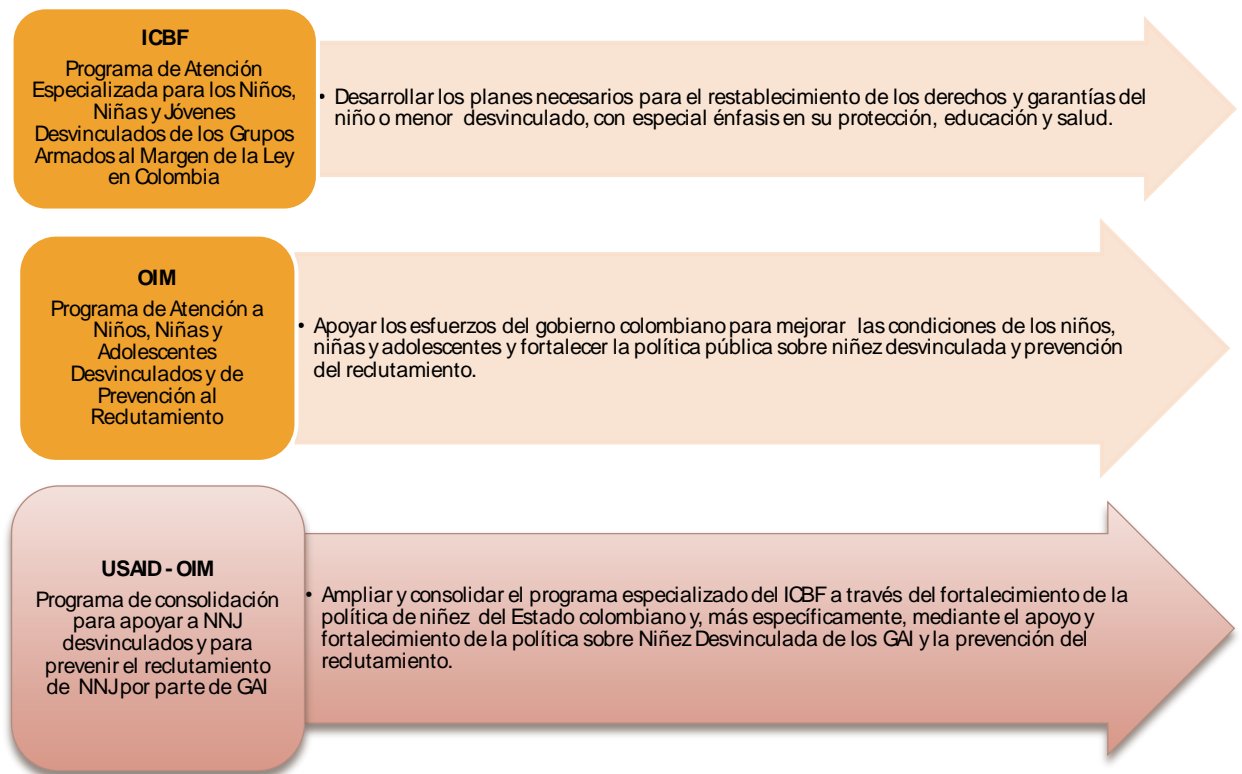 ICBF
Programa de Atención
Especializada para los Niños,
Niñas y Jóvenes
Desvinculados de los Grupos
Armados al Margen de la Ley
en Colombia
• Desarrollar los planes necesarios para el restablecimiento de los derechos y garantías del
niño o menor desvinculado, con especial énfasis en su protección, educación y salud.
OIM
Programa de Atención a
Niños, Niñas y
Adolescentes
Desvinculados y de
Prevención al
Reclutamiento
• Apoyar los esfuerzos del gobierno colombiano para mejorar las condiciones de los niños,
niñas y adolescentes y fortalecer la política pública sobre niñez desvinculada y prevención
del reclutamiento.
USAID - OIM
Programa de consolidación
para apoyar a NNJ
desvinculados y para
prevenir el reclutamiento
de NNJ por parte de GAI
• Ampliar y consolidar el programa especializado del ICBF a través del fortalecimiento de la
política de niñez del Estado colombiano y, más específicamente, mediante el apoyo y
fortalecimiento de la política sobre Niñez Desvinculada de los GAI y la prevención del
reclutamiento.